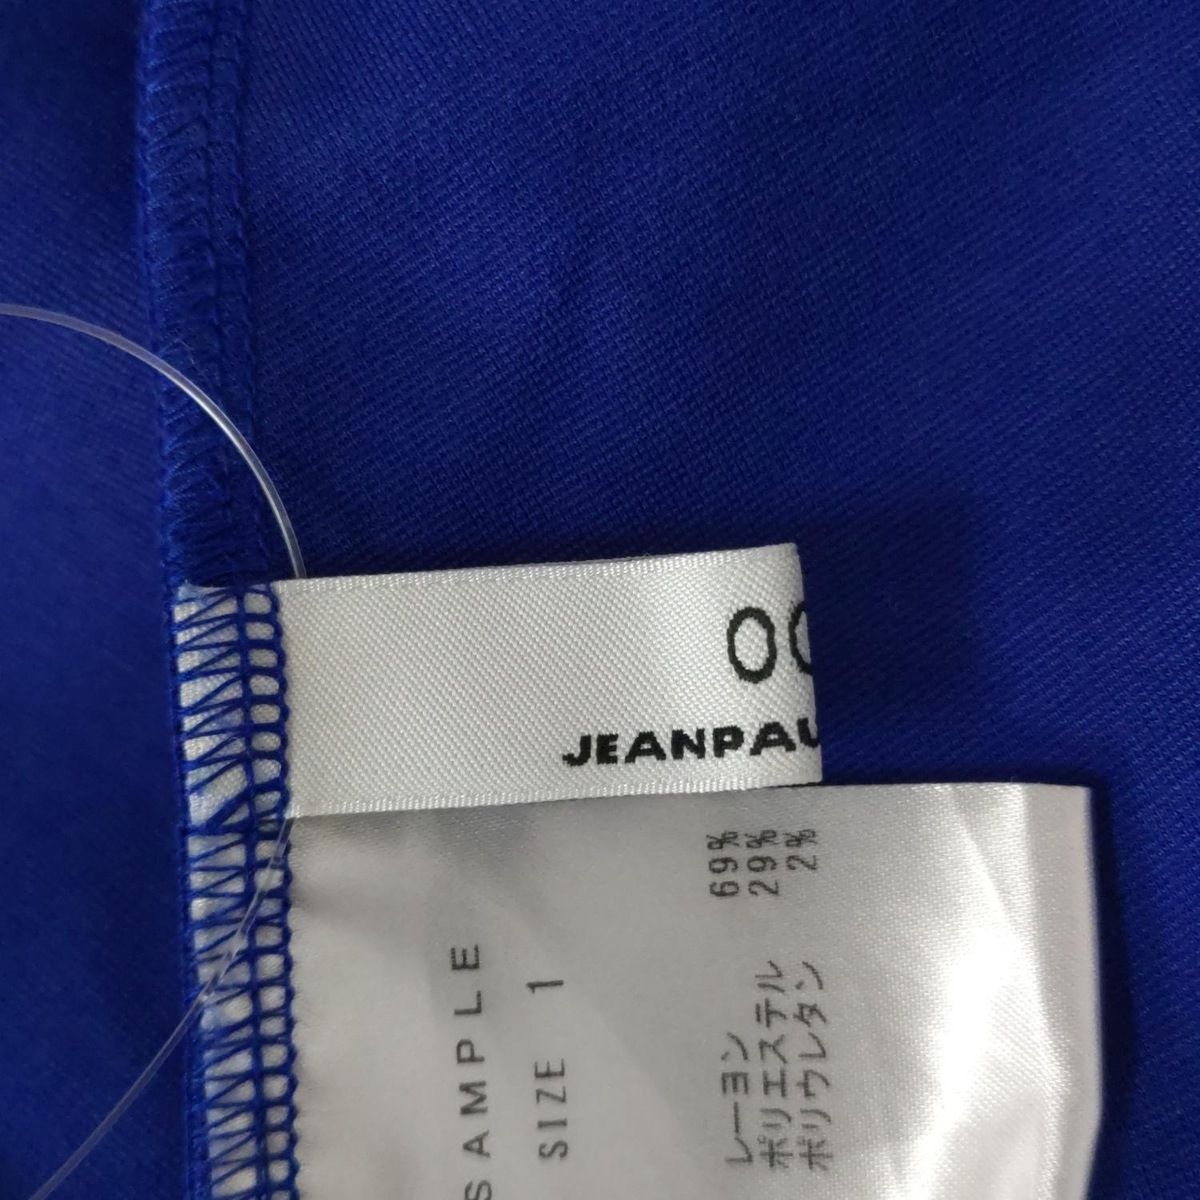 OC
JEANPAU
SAMPLE
SIZE 1
レーヨン 69%
ポリエステル 29%
ポリウレタン 2%